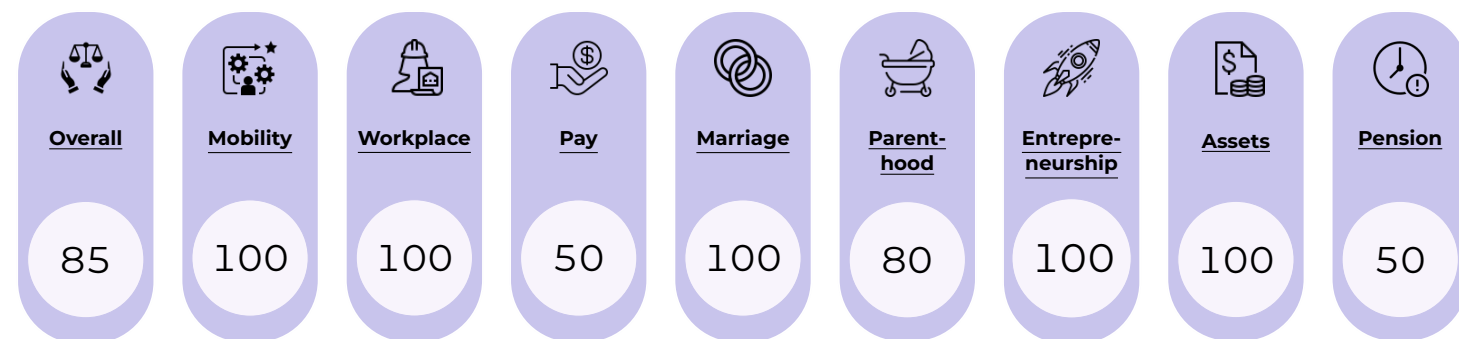 $
$
!
Overall
Mobility
Workplace
Pay
Marriage
Parent-
hood
Entrepre-
neurship
Assets
Pension
85
100
100
50
100
80
100
100
50